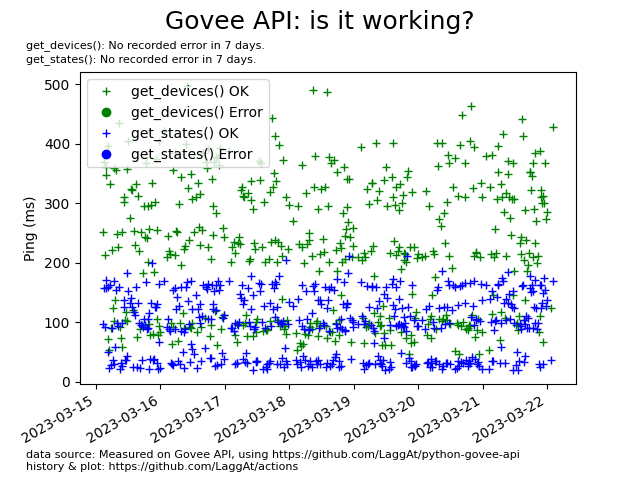 Govee API: is it working?
get_devices(): No recorded error in 7 days.
get_states(): No recorded error in 7 days.
500
400
300
200
100
0
Ping (ms)
get_devices() OK
get_devices() Error
get_states() OK
get_states() Error
2023-03-15
2023-03-16
2023-03-17
2023-03-18
2023-03-19
2023-03-20
2023-03-21
2023-03-22
data source: Measured on Govee API, using https://github.com/LaggAt/python-govee-api
history & plot: https://github.com/LaggAt/actions